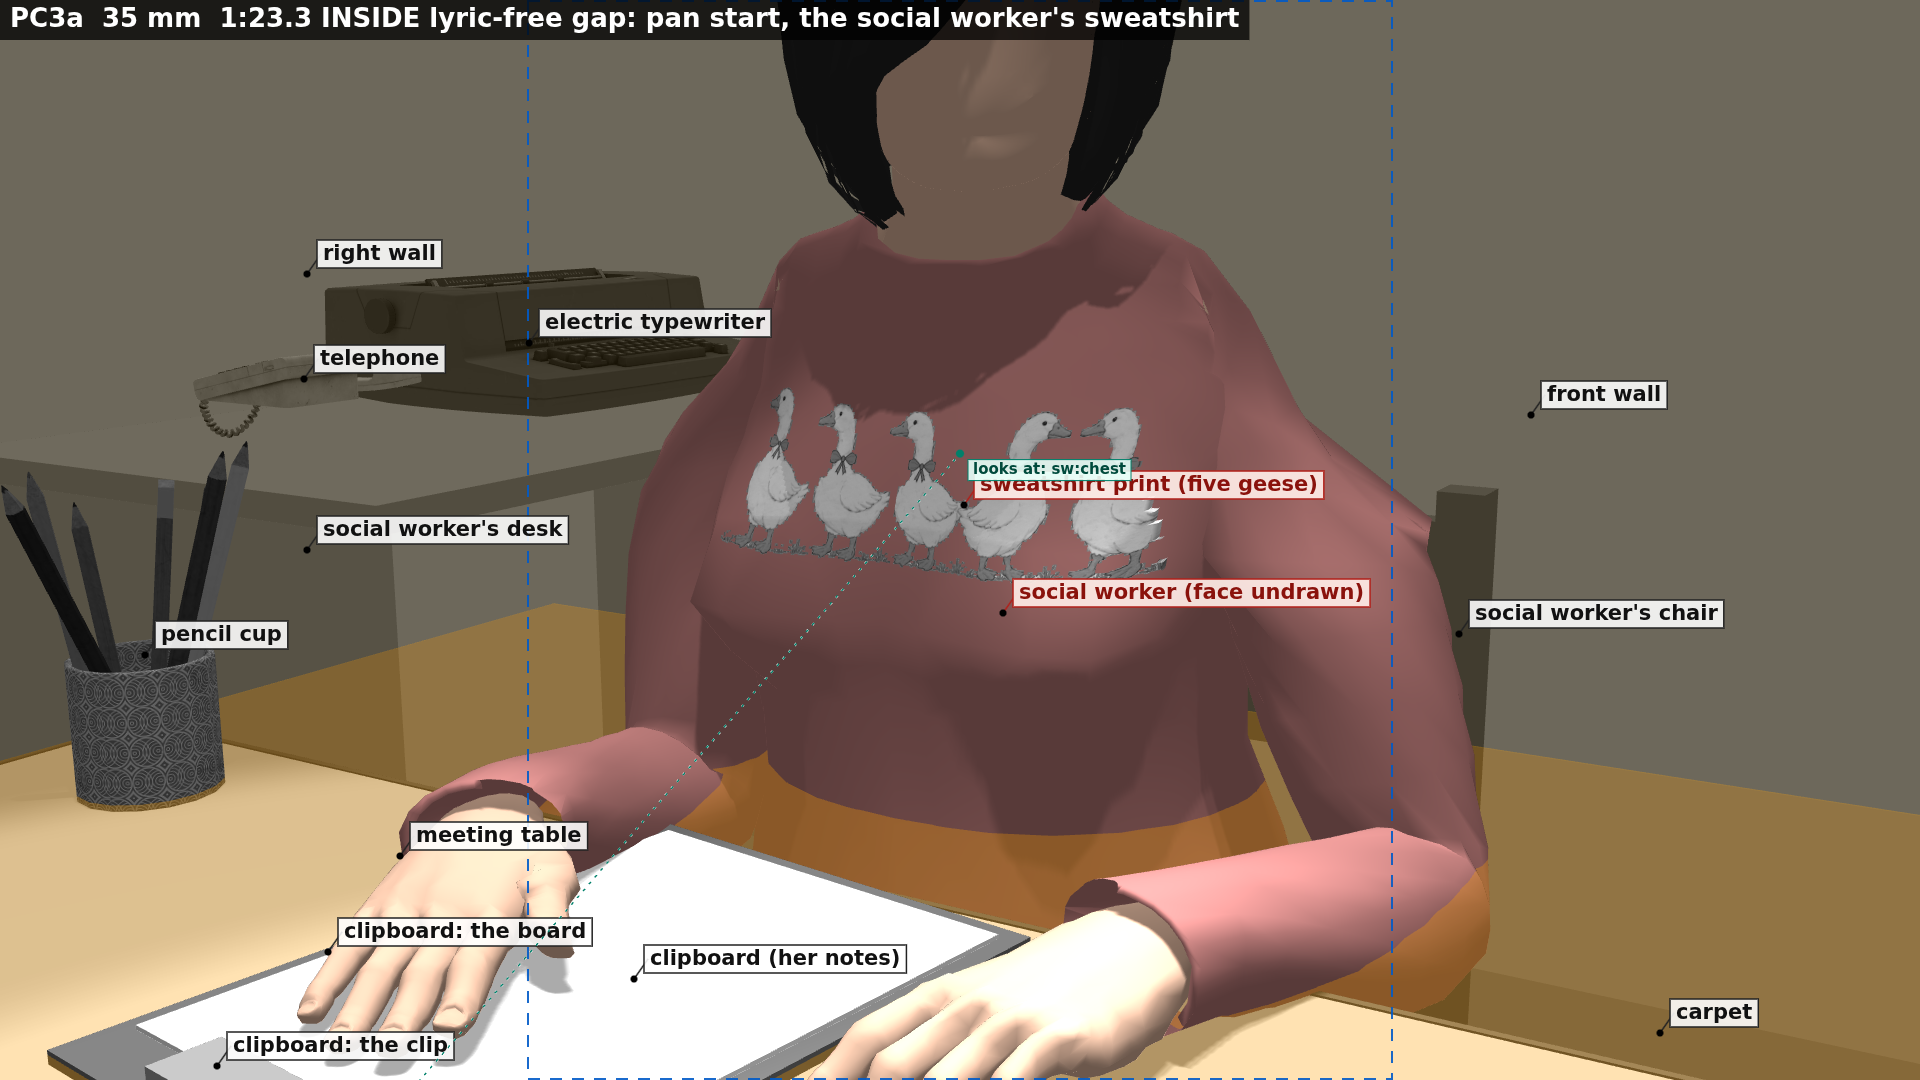 PC3a  35 mm  1:23.3 INSIDE lyric-free gap: pan start, the social worker's sweatshirt
right wall
electric typewriter
telephone
front wall
looks at: sw:chest
sweatshirt print (five geese)
social worker's desk
social worker (face undrawn)
social worker's chair
pencil cup
meeting table
clipboard: the board
clipboard (her notes)
carpet
clipboard: the clip